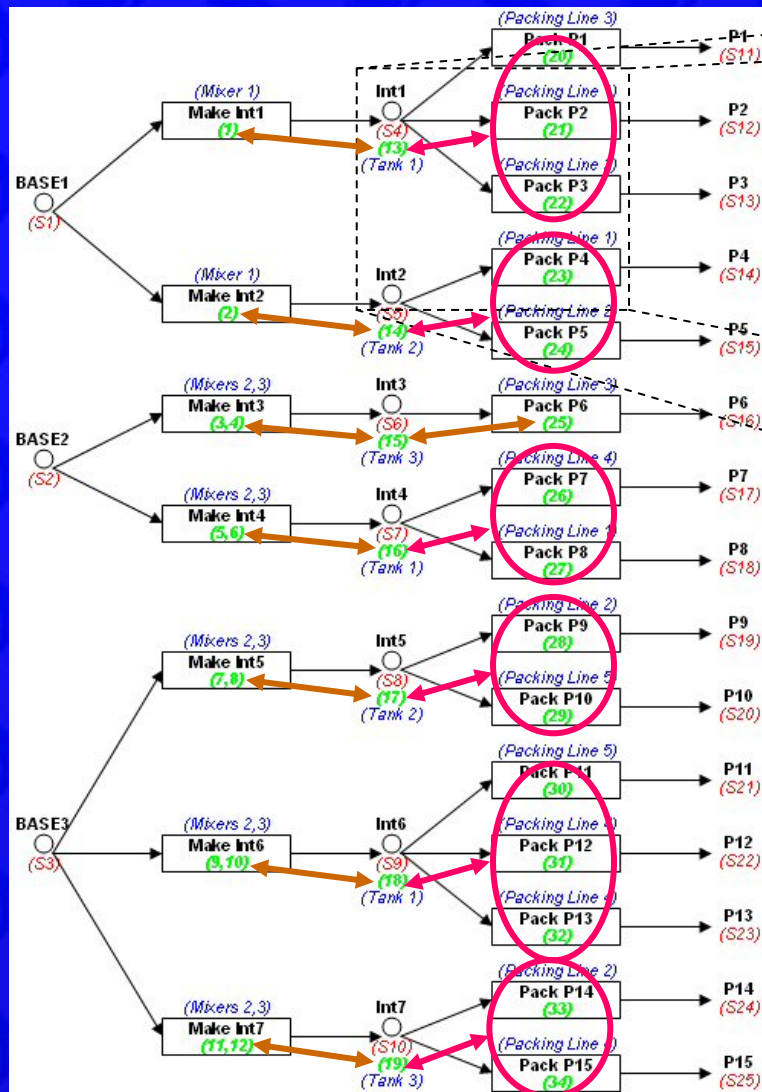 (Packing Line 3)
Pack P1
(20)
P1
(S11)
(Mixer 1)
Make Int1
(1)
Int1
(S4)
(13)
(Tank 1)
(Packing Line
Pack P2
(21)
P2
(S12)
(Packing Line
Pack P3
(22)
P3
(S13)
BASE1
(S1)
(Packing Line 1)
Pack P4
(23)
P4
(S14)
(Mixer 1)
Make Int2
(2)
Int2
(S5)
(14)
(Tank 2)
(Packing Line 2)
Pack P5
(24)
P5
(S15)
(Mixers 2,3)
Make Int3
(3,4)
Int3
(S6)
(15)
(Tank 3)
(Packing Line 3)
Pack P6
(25)
P6
(S16)
BASE2
(S2)
(Packing Line 4)
Pack P7
(26)
P7
(S17)
(Mixers 2,3)
Make Int4
(5,6)
Int4
(S7)
(16)
(Tank 1)
(Packing Line 1)
Pack P8
(27)
P8
(S18)
(Packing Line 2)
Pack P9
(28)
P9
(S19)
(Mixers 2,3)
Make Int5
(7,8)
Int5
(S8)
(17)
(Tank 2)
(Packing Line 5)
Pack P10
(29)
P10
(S20)
(Packing Line 5)
Pack P11
(30)
P11
(S21)
BASE3
(S3)
(Mixers 2,3)
Make Int6
(9,10)
Int6
(S9)
(18)
(Tank 1)
(Packing Line 4)
Pack P12
(31)
P12
(S22)
(Packing Line 4)
Pack P13
(32)
P13
(S23)
(Packing Line 2)
Pack P14
(33)
P14
(S24)
(Mixers 2,3)
Make Int7
(11,12)
Int7
(S10)
(19)
(Tank 3)
(Packing Line 4)
Pack P15
(34)
P15
(S25)